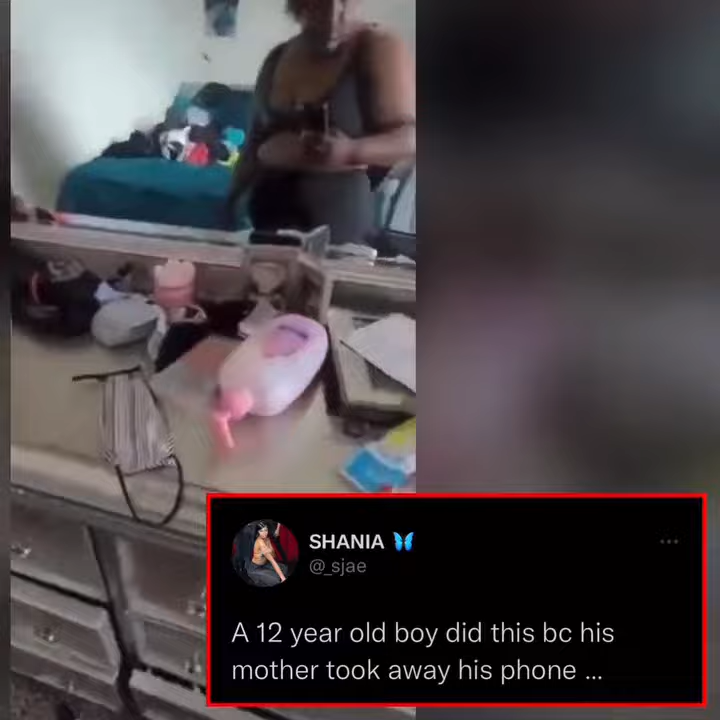 SHANIA 🦋
@_sjae
A 12 year old boy did this bc his
mother took away his phone ...